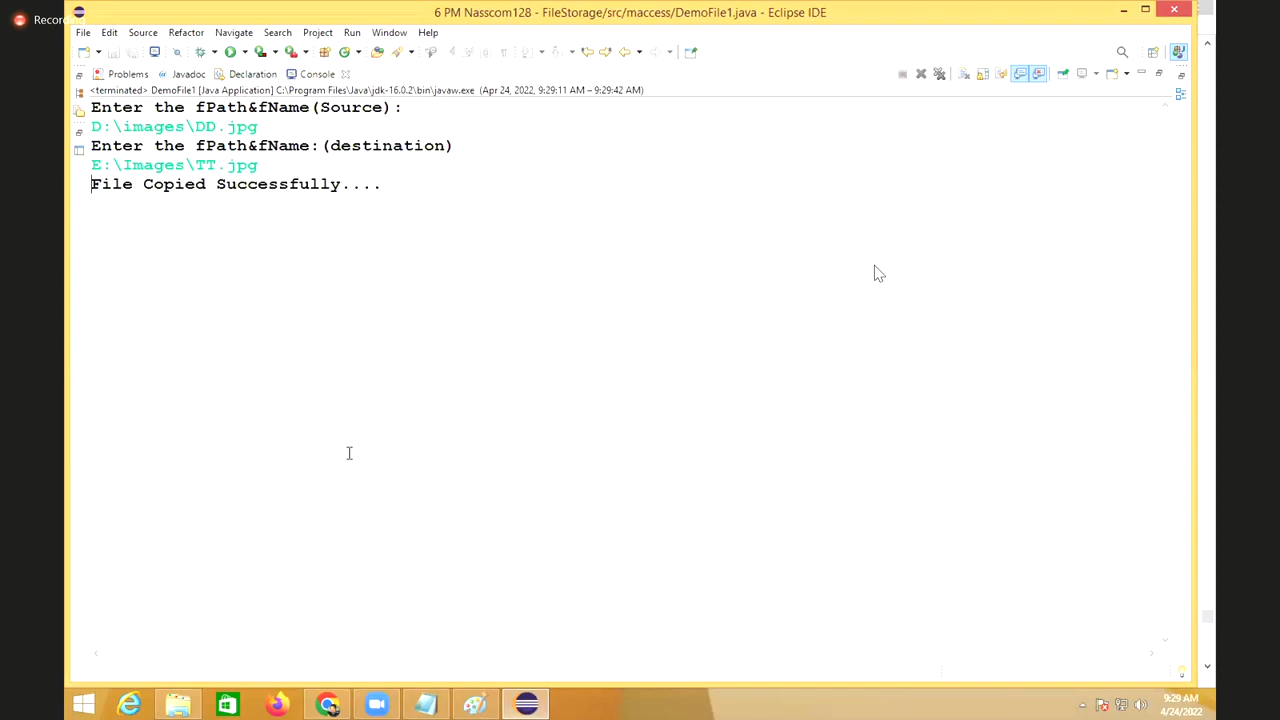 Recor
6 PM Nasscom128 - FileStorage/src/maccess/DemoFile1.java - Eclipse IDE
File Edit Source Refactor Navigate Search Project Run Window Help
Problems Javadoc Declaration Console
<terminated> DemoFile1 [Java Application] C:\Program Files\Java\jdk-16.0.2\bin\javaw.exe (Apr 24, 2022, 9:29:11 AM – 9:29:42 AM)
Enter the fPath&fName(Source):
D:\images\DD.jpg
Enter the fPath&fName:(destination)
E:\Images\TT.jpg
File Copied Successfully....
9:29 AM
4/24/2022